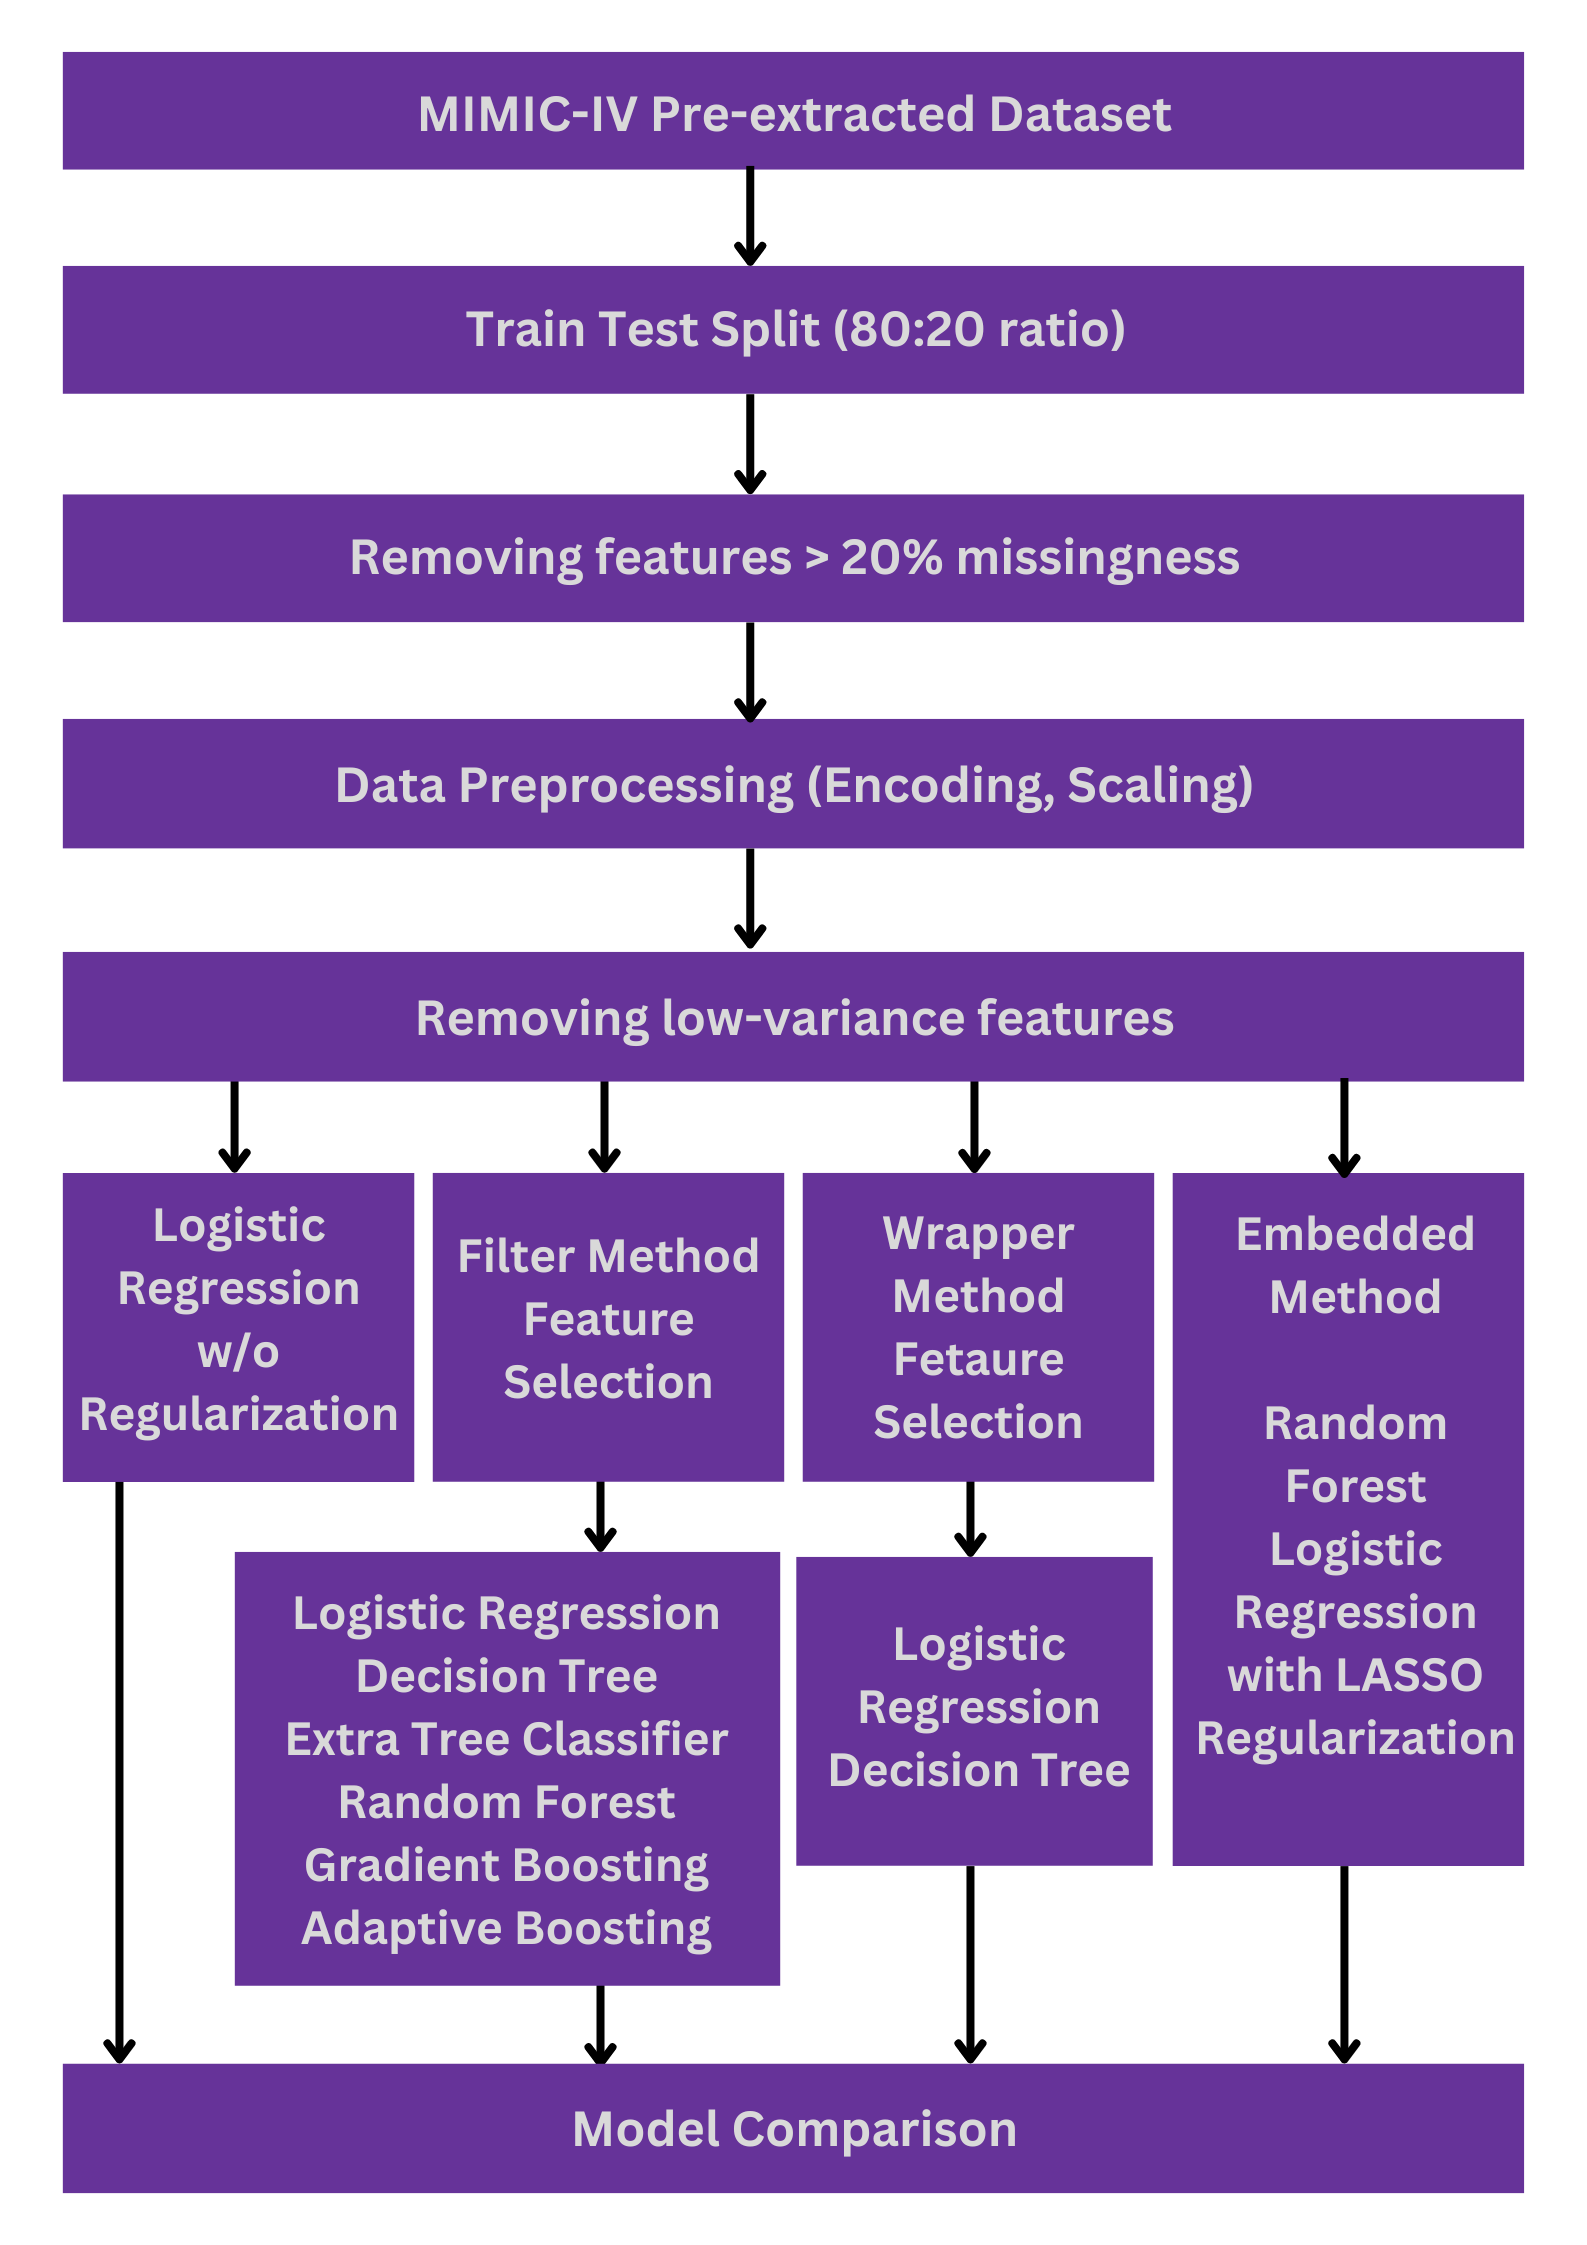 MIMIC-IV Pre-extracted Dataset
Train Test Split (80:20 ratio)
Removing features > 20% missingness
Data Preprocessing (Encoding, Scaling)
Removing low-variance features
Logistic
Regression
w/o
Regularization
Filter Method
Feature
Selection
Wrapper
Method
Fetaure
Selection
Embedded
Method
Random
Forest
Logistic
Regression
with LASSO
Regularization
Logistic Regression
Decision Tree
Extra Tree Classifier
Random Forest
Gradient Boosting
Adaptive Boosting
Logistic
Regression
Decision Tree
Model Comparison